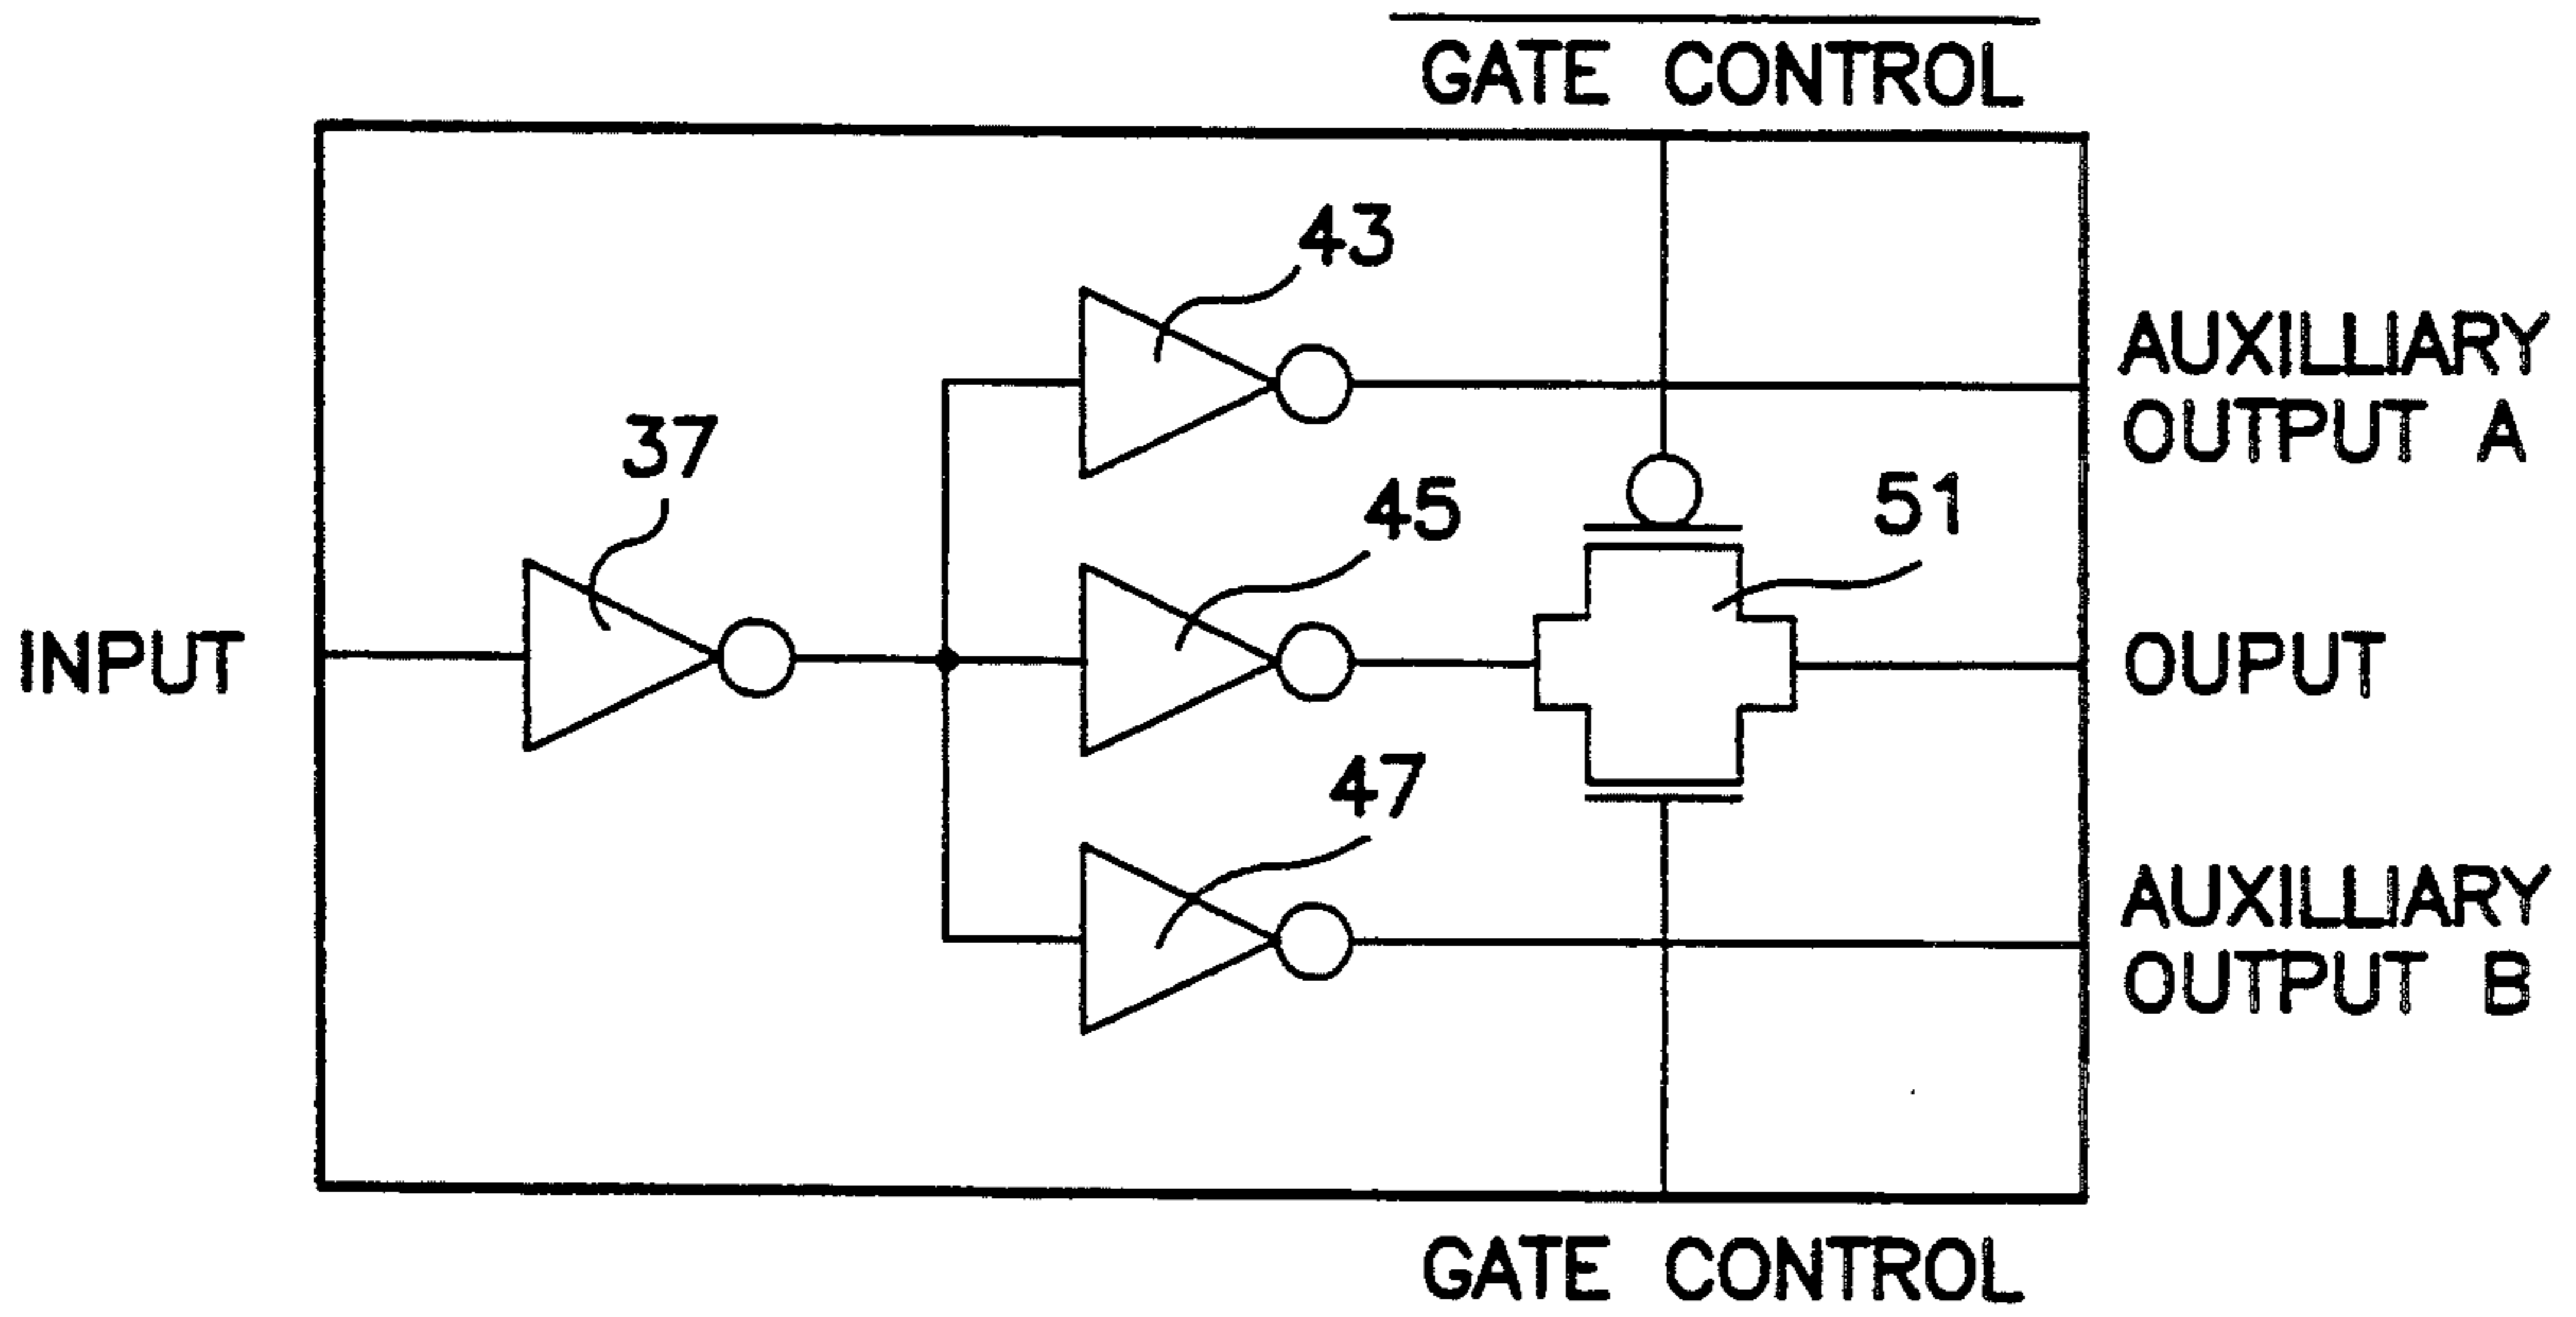 GATE CONTROL
43
AUXILLIARY
OUTPUT A
37
45
51
INPUT
OUPUT
47
AUXILLIARY
OUTPUT B
GATE CONTROL